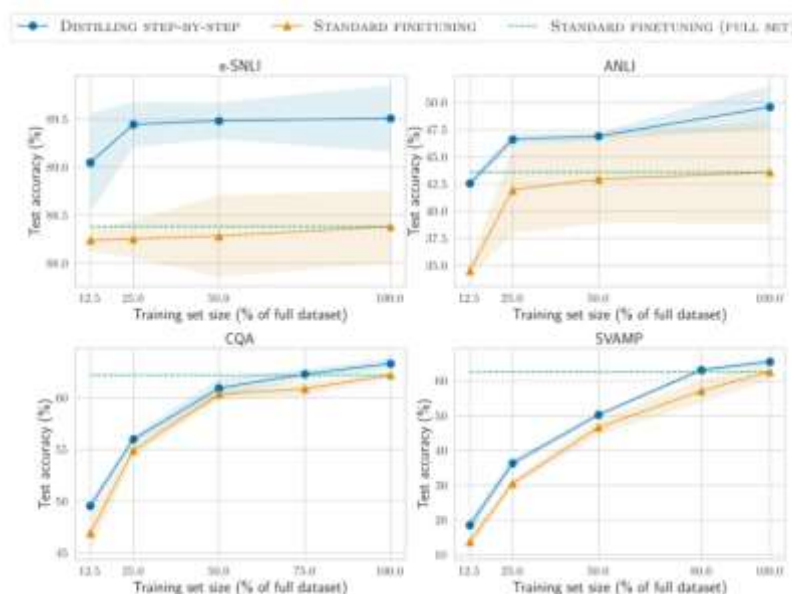 DISTILLING STEP-BY-STEP STANDARD FINETUNING STANDARD FINETUNING (FULL SET)
e-SNLI
Test accuracy (%)
89.5
89.0
88.5
88.0
12.5 25.0 50.0 100.0
Training set size (% of full dataset)
ANLI
Test accuracy (%)
50.0
47.5
45.0
42.5
40.0
37.5
35.0
12.5 25.0 50.0 100.0
Training set size (% of full dataset)
CQA
Test accuracy (%)
60
55
50
45
12.5 25.0 50.0 75.0 100.0
Training set size (% of full dataset)
SVAMP
Test accuracy (%)
60
50
40
30
20
10
12.5 25.0 50.0 80.0 100.0
Training set size (% of full dataset)